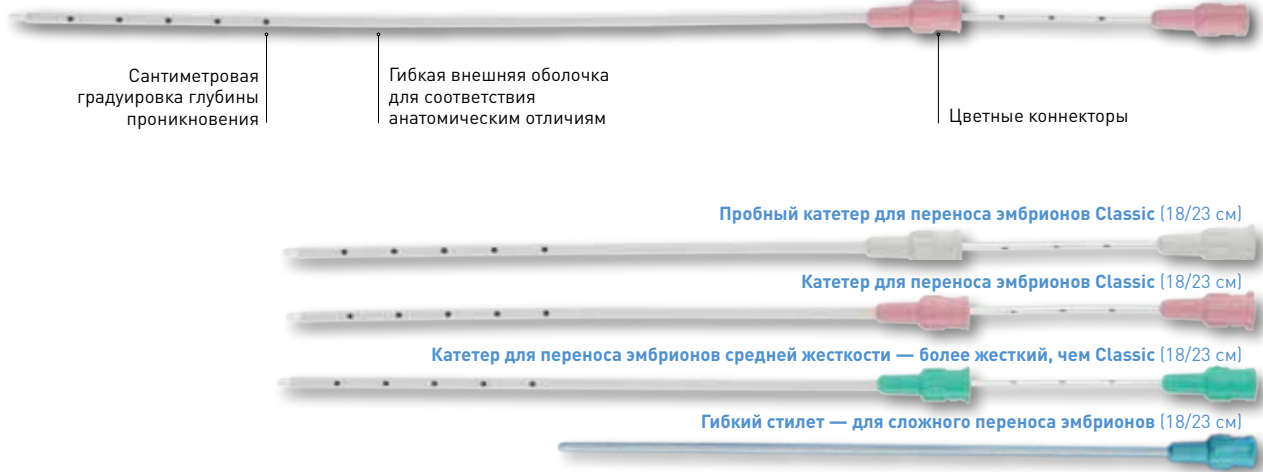 Сантиметровая
градуировка глубины
проникновения
Гибкая внешняя оболочка
для соответствия
анатомическим отличиям
Цветные коннекторы
Пробный катетер для переноса эмбрионов Classic (18/23 см)
Катетер для переноса эмбрионов Classic (18/23 см)
Катетер для переноса эмбрионов средней жесткости — более жесткий, чем Classic (18/23 см)
Гибкий стилет — для сложного переноса эмбрионов (18/23 см)